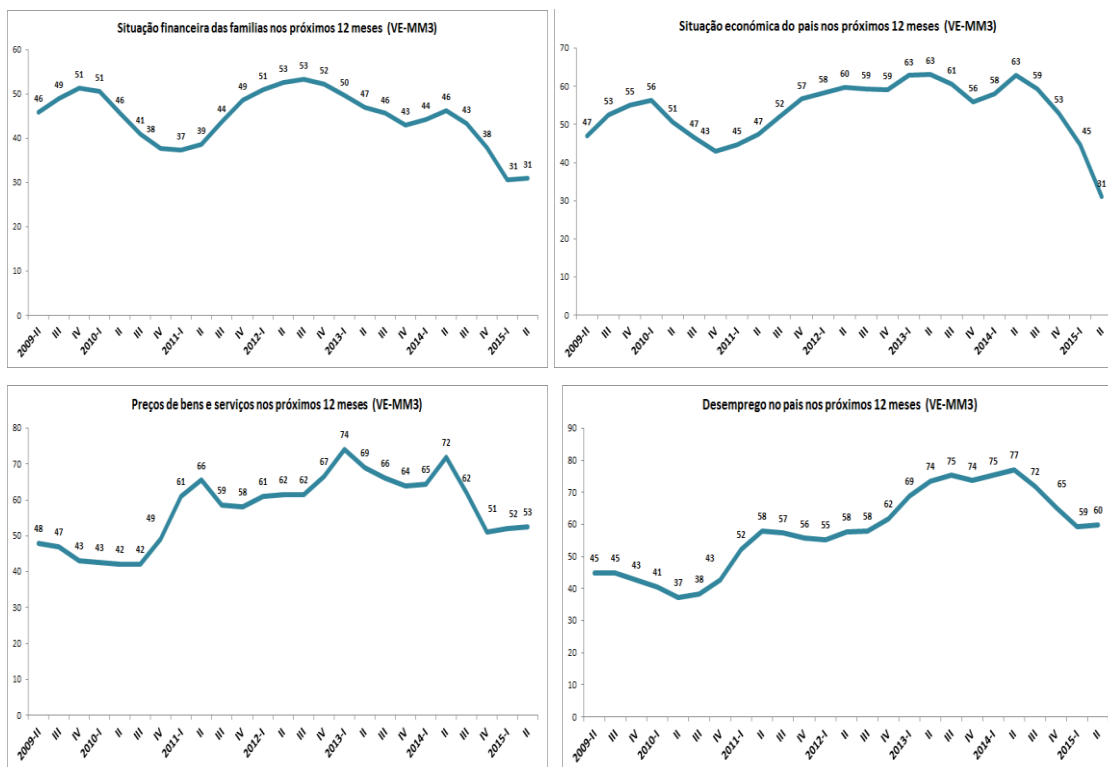 Situação financeira das familias nos próximos 12 meses (VE-MM3)
60
50
40
30
20
10
0
46 49 51 51 46 41 38 37 39 44 49 51 53 53 52 50 47 46 43 44 46 43 38 31 31
2009-II III IV 2010-I II III IV 2011-I II III IV 2012-I II III IV 2013-I II III IV 2014-I II III IV 2015-I II
Situação económica do pais nos próximos 12 meses (VE-MM3)
70
60
50
40
30
20
10
0
47 53 55 56 51 47 43 45 47 52 57 58 60 59 59 63 63 61 56 58 63 59 53 45 31
2009-II III IV 2010-I II III IV 2011-I II III IV 2012-I II III IV 2013-I II III IV 2014-I II III IV 2015-I II
Preços de bens e serviços nos próximos 12 meses (VE-MM3)
80
70
60
50
40
30
20
10
0
48 47 43 43 42 42 49 61 66 59 58 61 62 62 67 74 69 66 64 65 72 62 51 52 53
2009-II III IV 2010-I II III IV 2011-I II III IV 2012-I II III IV 2013-I II III IV 2014-I II III IV 2015-I II
Desemprego no pais nos próximos 12 meses (VE-MM3)
90
80
70
60
50
40
30
20
10
0
45 45 43 41 37 38 43 52 58 57 56 55 58 58 62 69 74 75 74 75 77 72 65 59 60
2009-II III IV 2010-I II III IV 2011-I II III IV 2012-I II III IV 2013-I II III IV 2014-I II III IV 2015-I II